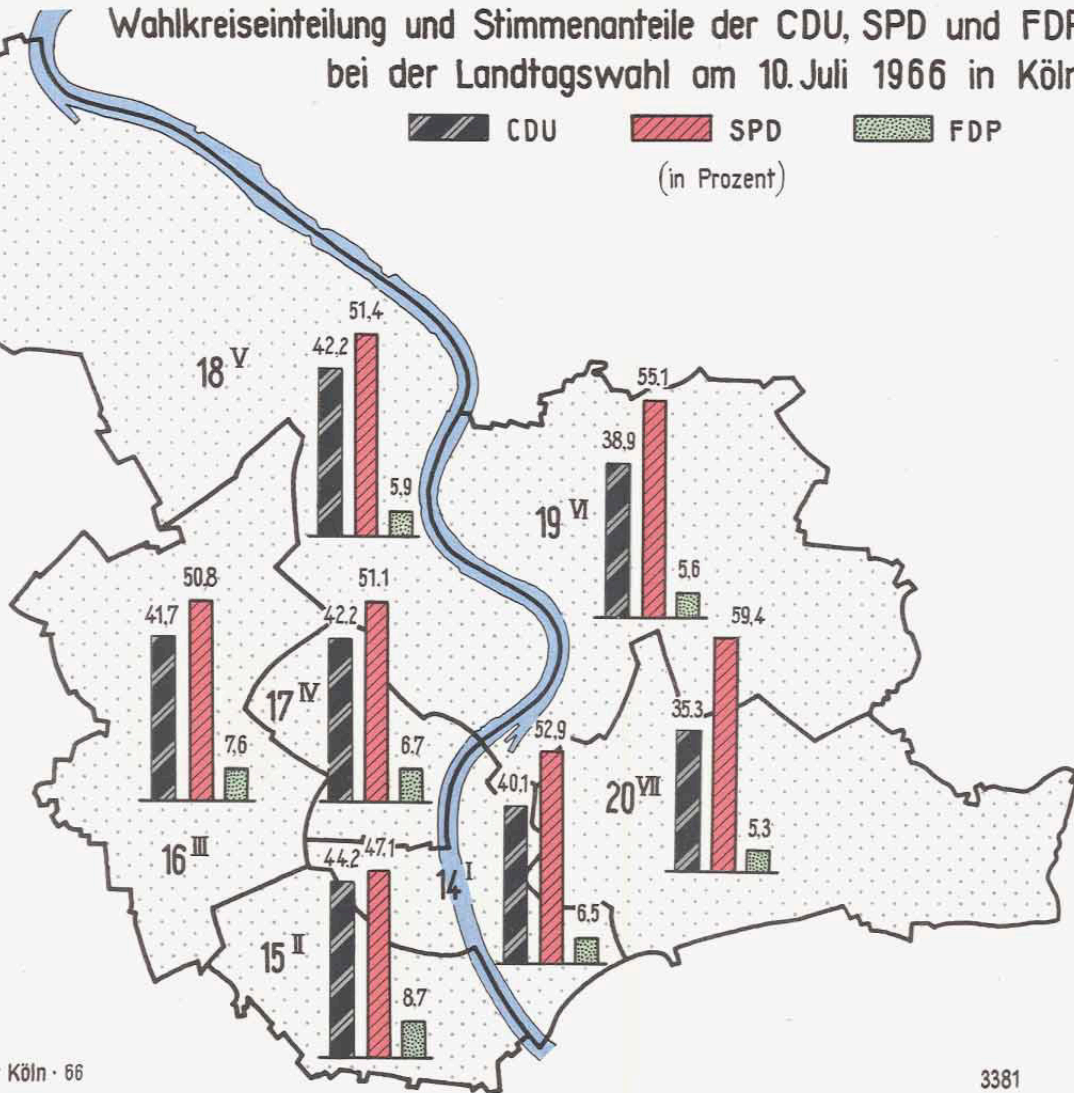 Wahlkreiseinteilung und Stimmenanteile der CDU, SPD und FDP
bei der Landtagswahl am 10. Juli 1966 in Köln
CDU SPD FDP
(in Prozent)
18 V
42,2 51,4 5,9
19 VI
38,9 55.1 5,6
16 III
41,7 50.8 7,6
17 IV
42.2 51.1 6.7
20 VII
35.3 59,4 5,3
14 I
40,1 52,9 6,5
15 II
44.2 47.1 8.7
Köln · 66
3381